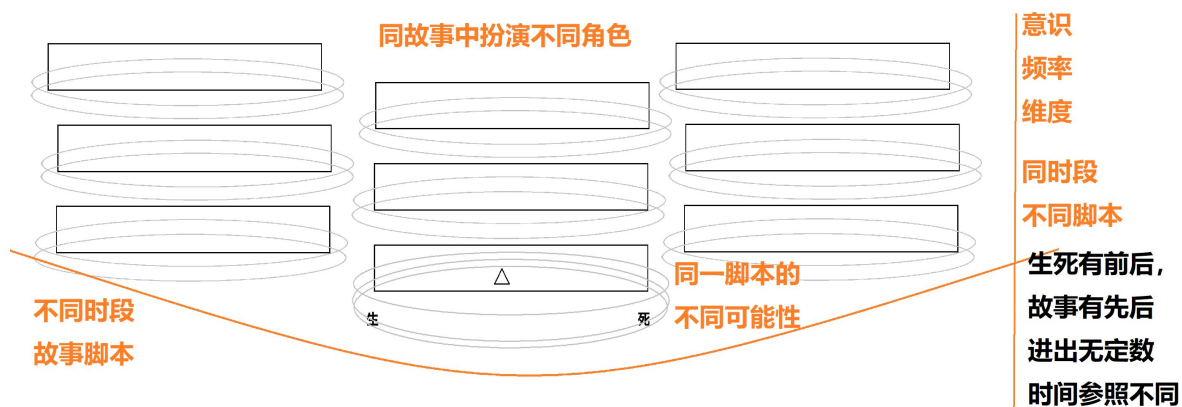 同故事中扮演不同角色
意识
频率
维度
同时段
不同脚本
生死有前后，
故事有先后
进出无定数
时间参照不同
同一脚本的
不同可能性
生
死
不同时段
故事脚本